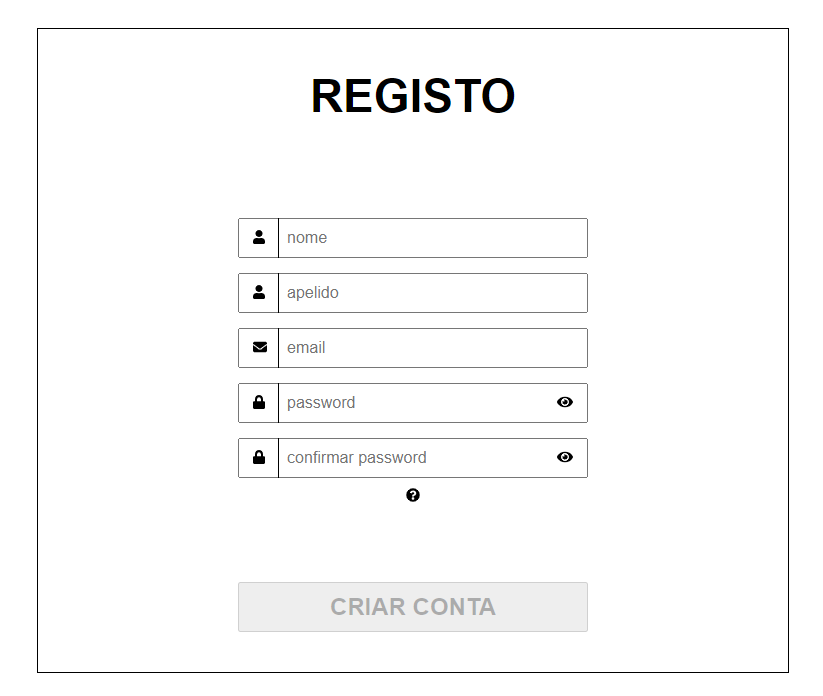 REGISTO
nome
apelido
email
password
confirmar password
CRIAR CONTA